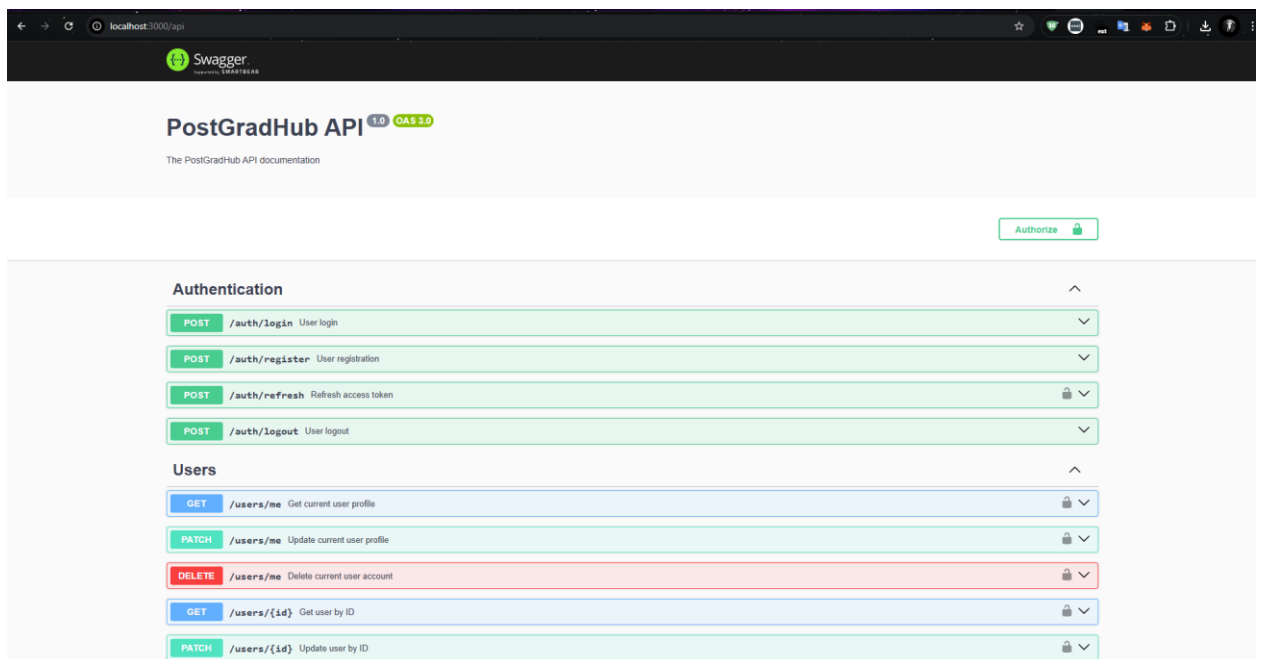 localhost:3000/api
Swagger.
Supported by SMARTBEAR
PostGradHub API 1.0 OAS 3.0
The PostGradHub API documentation
Authorize
Authentication
POST /auth/login User login
POST /auth/register User registration
POST /auth/refresh Refresh access token
POST /auth/logout User logout
Users
GET /users/me Get current user profile
PATCH /users/me Update current user profile
DELETE /users/me Delete current user account
GET /users/{id} Get user by ID
PATCH /users/{id} Update user by ID